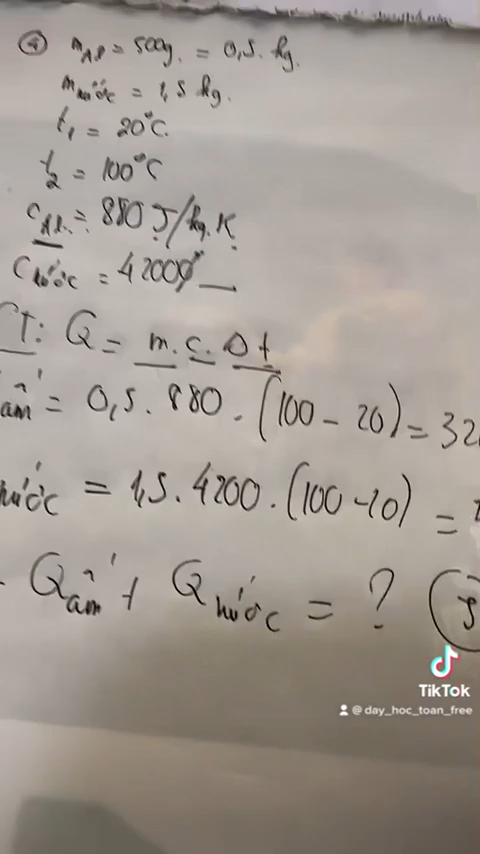 ④ mAl = 500g. = 0,5. kg.
mnước = 1,5 kg.
t₁ = 20°C.
t₂ = 100°C
cAl. = 880 J/kg.K
Cnước = 4200
CT: Q = m.c.Δt
ấm = 0,5. 880. (100 - 20) = 32
nước = 1,5. 4200. (100 - 20) =
Qấm + Qnước = ?
TikTok
@day_hoc_toan_free